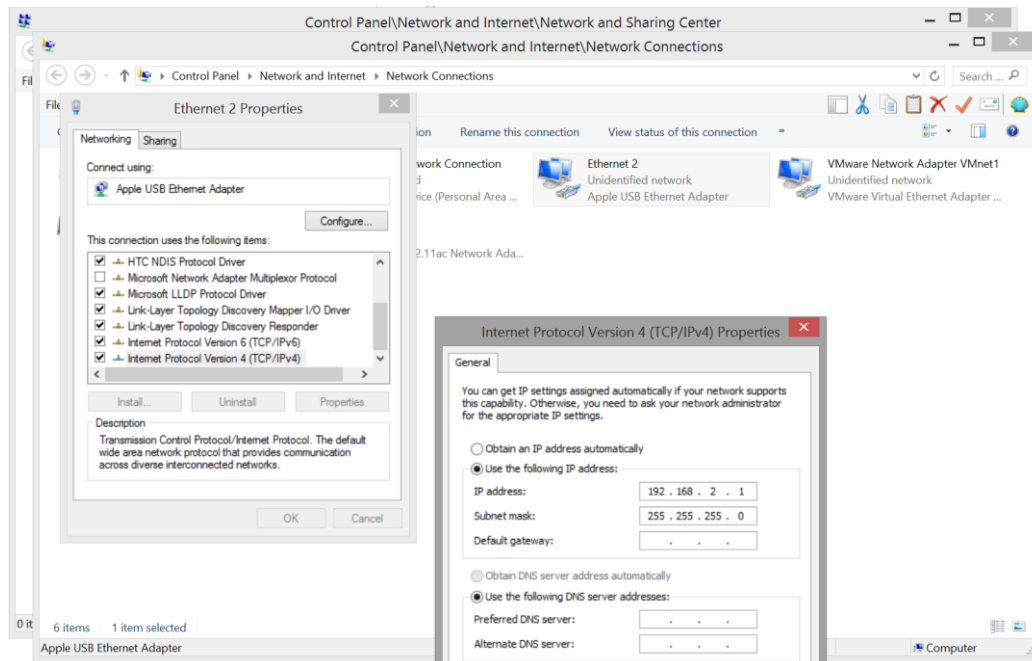 Control Panel\Network and Internet\Network and Sharing Center
Control Panel\Network and Internet\Network Connections
Control Panel Network and Internet Network Connections
Search ...
Ethernet 2 Properties
Networking Sharing
Connect using:
Apple USB Ethernet Adapter
Configure...
This connection uses the following items:
HTC NDIS Protocol Driver
Microsoft Network Adapter Multiplexor Protocol
Microsoft LLDP Protocol Driver
Link-Layer Topology Discovery Mapper I/O Driver
Link-Layer Topology Discovery Responder
Internet Protocol Version 6 (TCP/IPv6)
Internet Protocol Version 4 (TCP/IPv4)
Install... Uninstall Properties
Description
Transmission Control Protocol/Internet Protocol. The default
wide area network protocol that provides communication
across diverse interconnected networks.
OK Cancel
Rename this connection View status of this connection »
work Connection
vice (Personal Area ...
2.11ac Network Ada...
Ethernet 2
Unidentified network
Apple USB Ethernet Adapter
VMware Network Adapter VMnet1
Unidentified network
VMware Virtual Ethernet Adapter ...
Internet Protocol Version 4 (TCP/IPv4) Properties
General
You can get IP settings assigned automatically if your network supports
this capability. Otherwise, you need to ask your network administrator
for the appropriate IP settings.
Obtain an IP address automatically
Use the following IP address:
IP address: 192 . 168 . 2 . 1
Subnet mask: 255 . 255 . 255 . 0
Default gateway: . . .
Obtain DNS server address automatically
Use the following DNS server addresses:
Preferred DNS server: . . .
Alternate DNS server: . . .
0 it
6 items 1 item selected
Apple USB Ethernet Adapter
Computer